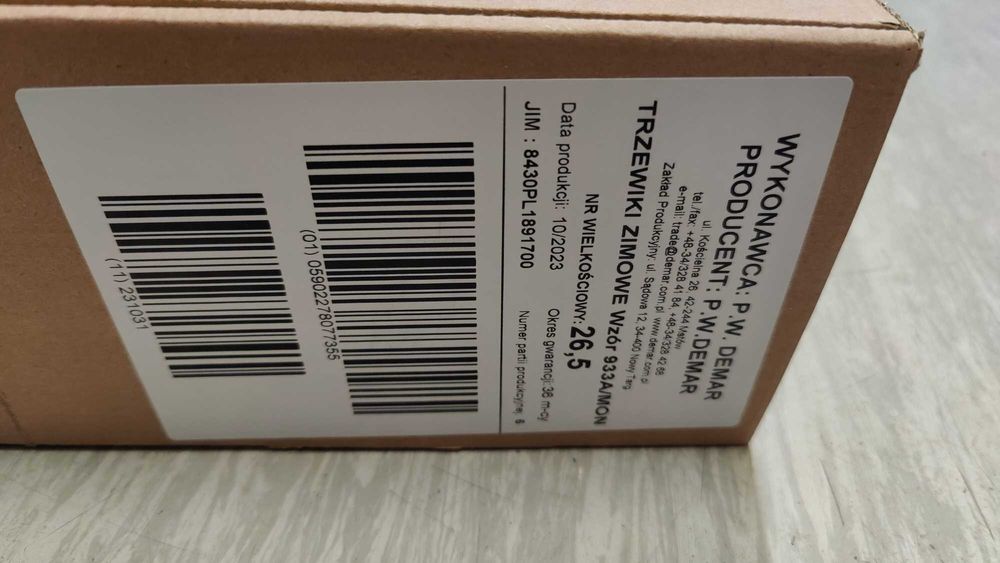 WYKONAWCA: P.W. DEMAR
PRODUCENT: P.W.DEMAR
ul. Kościelna 26 42-244 Mstów
tel./fax: +48-34/328 41 84, +48-34/328 42 68
e-mail: trade@demar.com.pl www.demar.com.pl
Zakład Produkcyjny: ul. Sądowa 12, 34-400 Nowy Targ
TRZEWIKI ZIMOWE Wzór 933A/MON
NR WIELKOŚCIOWY: 26,5
Data produkcji: 10/2023 Okres gwarancji: 36 m-cy
JIM : 8430PL1891700 Numer partii produkcyjnej 6
(01) 05902278077355
(11) 231031